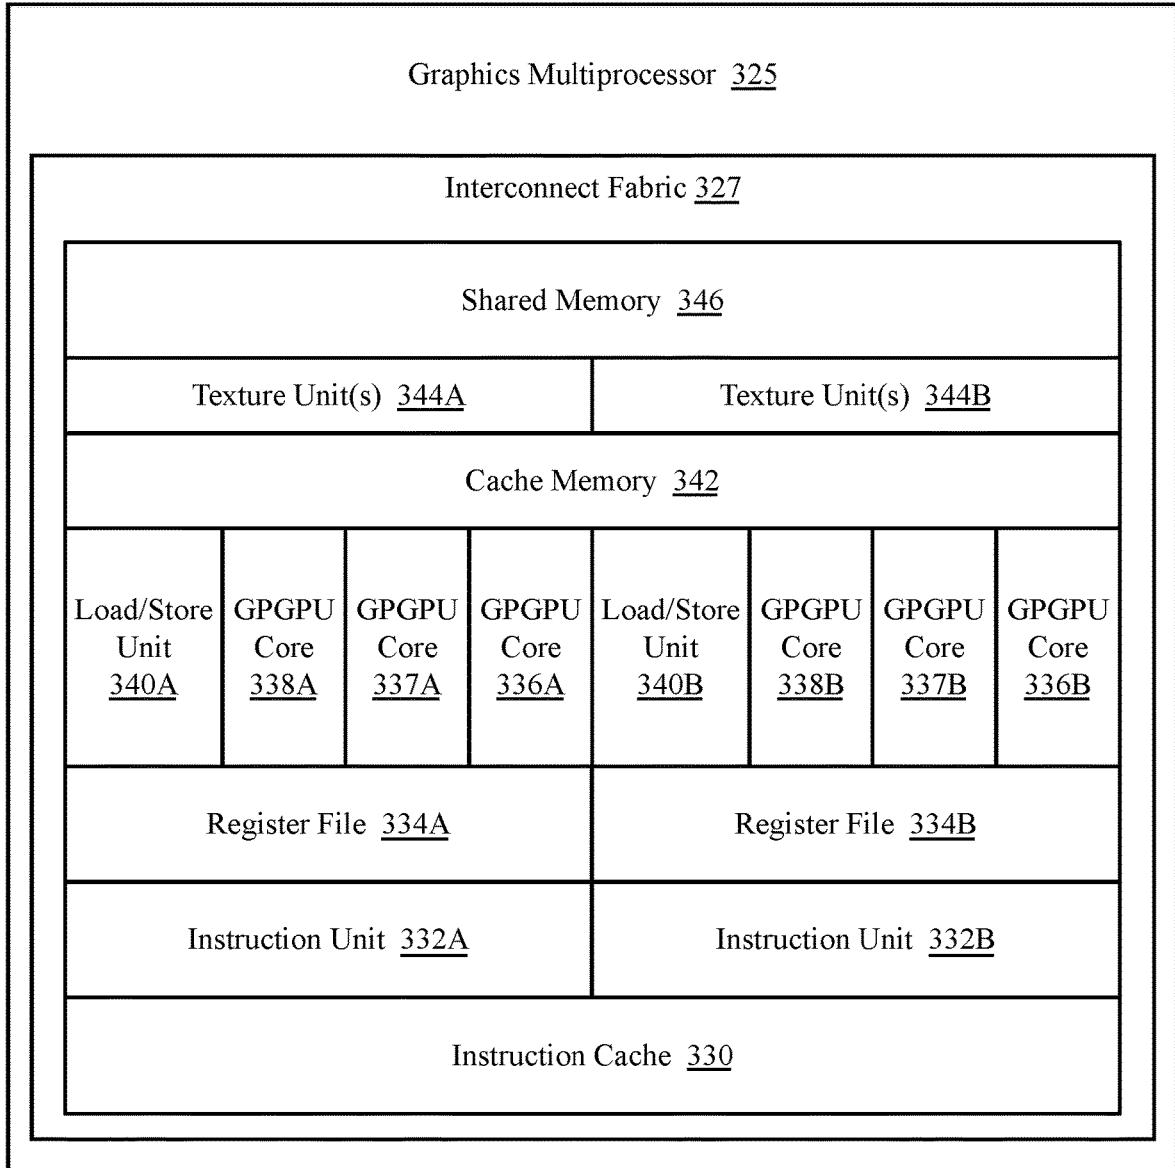 Graphics Multiprocessor 325
Interconnect Fabric 327
Shared Memory 346
Texture Unit(s) 344A
Texture Unit(s) 344B
Cache Memory 342
Load/Store
Unit
340A
GPGPU
Core
338A
GPGPU
Core
337A
GPGPU
Core
336A
Load/Store
Unit
340B
GPGPU
Core
338B
GPGPU
Core
337B
GPGPU
Core
336B
Register File 334A
Register File 334B
Instruction Unit 332A
Instruction Unit 332B
Instruction Cache 330